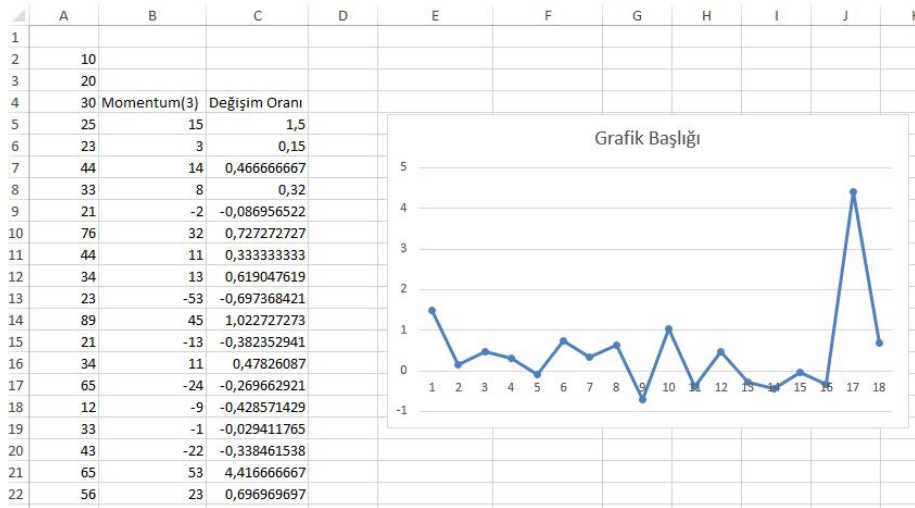 A B C D E F G H I J
1
2 10
3 20
4 30 Momentum(3) Değişim Oranı
5 25 15 1,5
6 23 3 0,15
7 44 14 0,466666667
8 33 8 0,32
9 21 -2 -0,086956522
10 76 32 0,727272727
11 44 11 0,333333333
12 34 13 0,619047619
13 23 -53 -0,697368421
14 89 45 1,022727273
15 21 -13 -0,382352941
16 34 11 0,47826087
17 65 -24 -0,269662921
18 12 -9 -0,428571429
19 33 -1 -0,029411765
20 43 -22 -0,338461538
21 65 53 4,416666667
22 56 23 0,696969697
Grafik Başlığı
5
4
3
2
1
0
1 2 3 4 5 6 7 8 9 10 11 12 13 14 15 16 17 18
-1